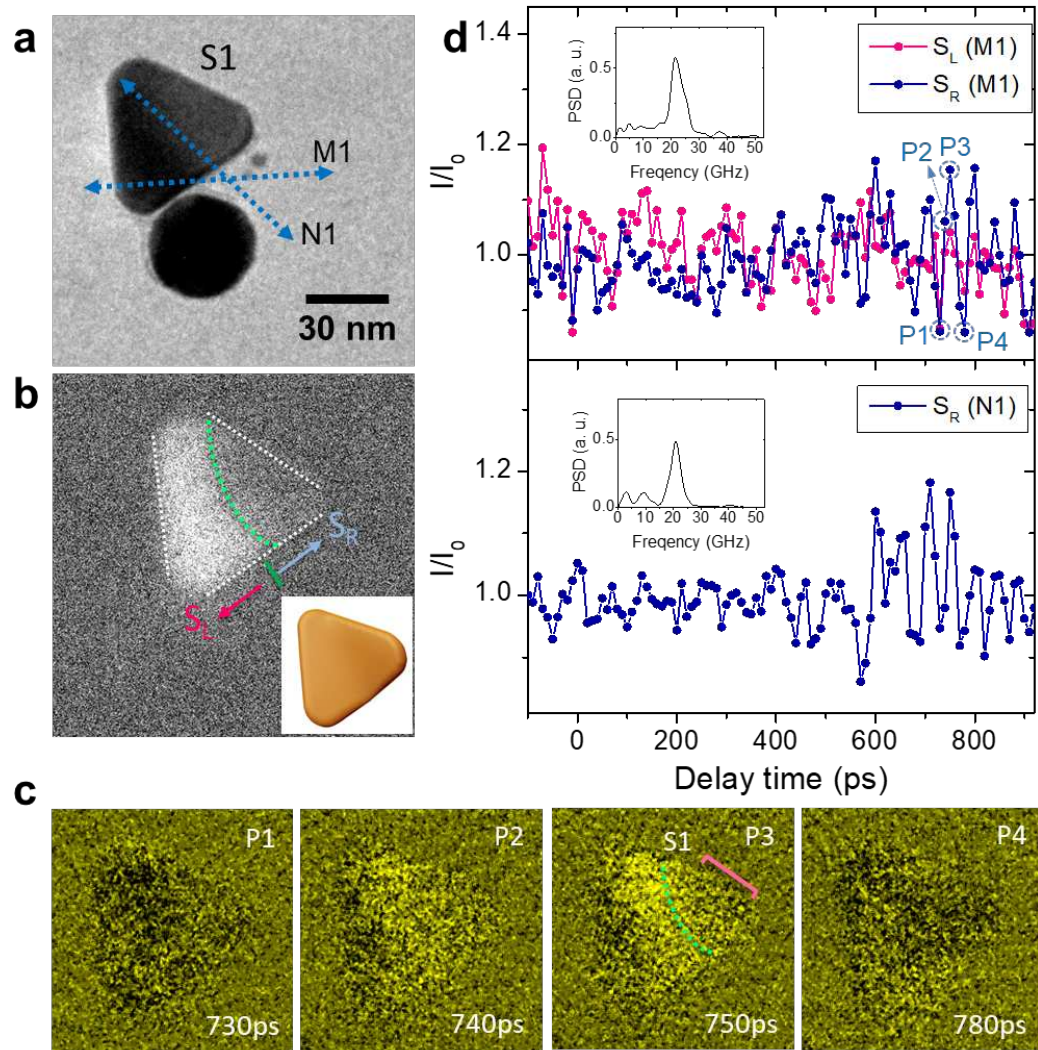 a
S1
M1
N1
30 nm
b
S_R
S_L
c
P1
730ps
P2
740ps
S1
P3
750ps
P4
780ps
d
1.4
1.2
1.0
I/I_0
S_L (M1)
S_R (M1)
PSD (a. u.)
0.5
0.0
0 10 20 30 40 50
Freqency (GHz)
P2
P3
P1
P4
1.2
1.0
I/I_0
S_R (N1)
PSD (a. u.)
0.5
0.0
0 10 20 30 40 50
Freqency (GHz)
0 200 400 600 800
Delay time (ps)